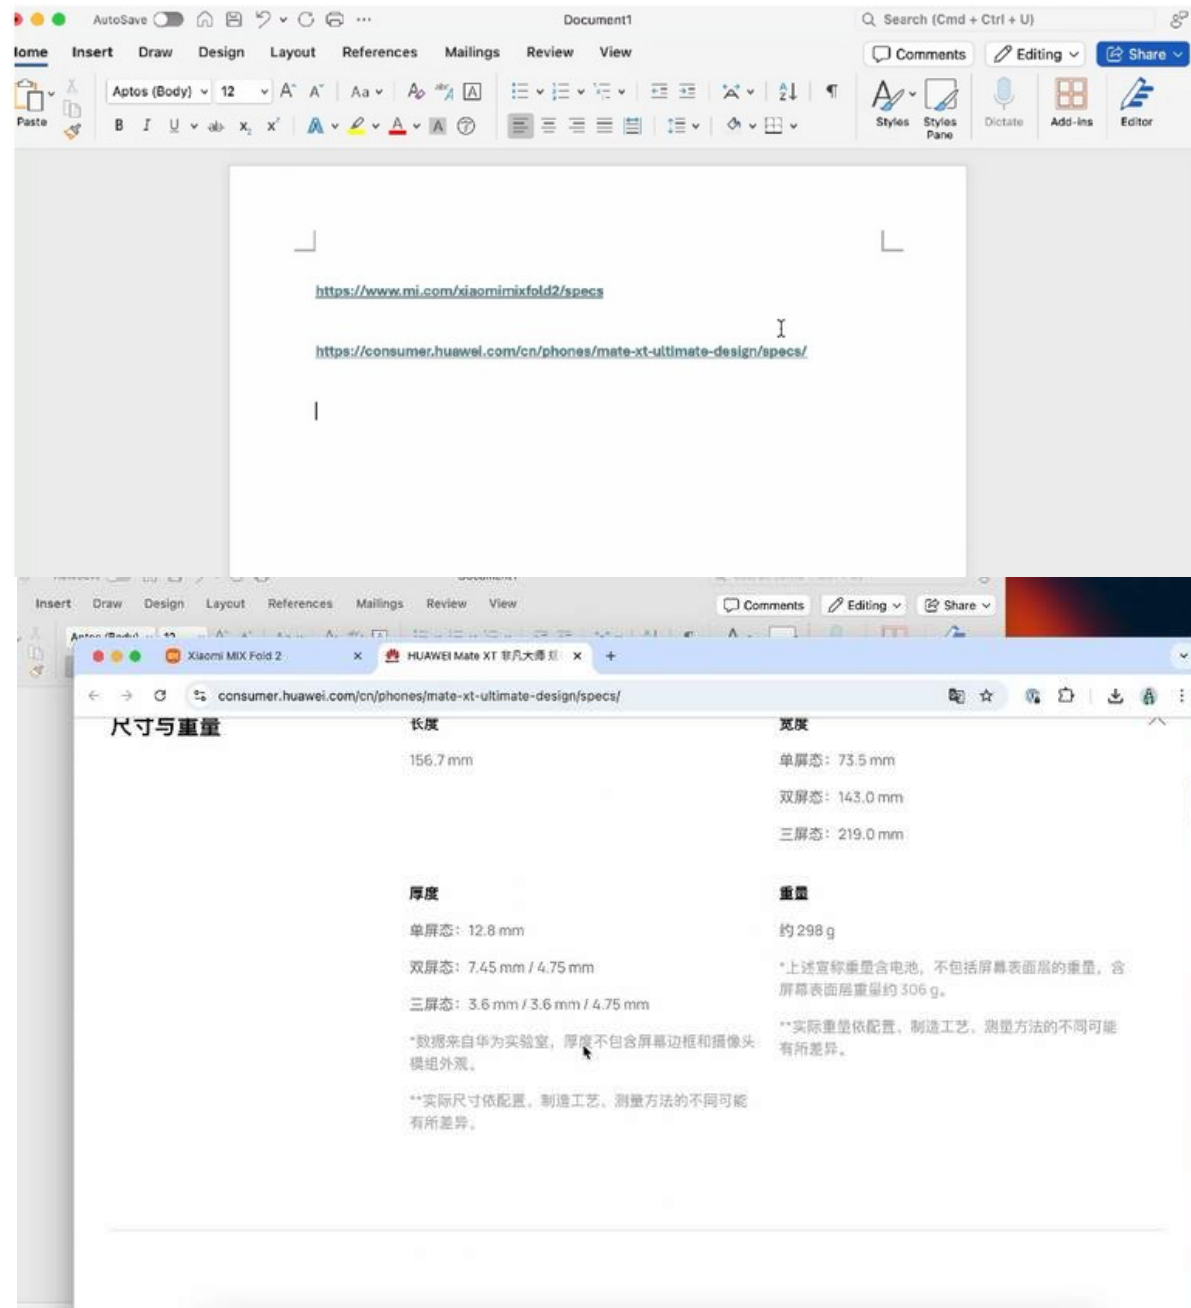 AutoSave
Document1
Search (Cmd + Ctrl + U)
Home Insert Draw Design Layout References Mailings Review View
Comments Editing Share
Aptos (Body) 12
Paste
Styles Styles Pane Dictate Add-ins Editor
https://www.mi.com/xiaomimixfold2/specs
https://consumer.huawei.com/cn/phones/mate-xt-ultimate-design/specs/
Insert Draw Design Layout References Mailings Review View
Comments Editing Share
Xiaomi MIX Fold 2
HUAWEI Mate XT 非凡大师 规
consumer.huawei.com/cn/phones/mate-xt-ultimate-design/specs/
尺寸与重量
长度
156.7 mm
宽度
单屏态：73.5 mm
双屏态：143.0 mm
三屏态：219.0 mm
厚度
单屏态：12.8 mm
双屏态：7.45 mm / 4.75 mm
三屏态：3.6 mm / 3.6 mm / 4.75 mm
*数据来自华为实验室，厚度不包含屏幕边框和摄像头
模组外观。
**实际尺寸依配置、制造工艺、测量方法的不同可能
有所差异。
重量
约 298 g
*上述宣称重量含电池，不包括屏幕表面层的重量，含
屏幕表面层重量约 306 g。
**实际重量依配置、制造工艺、测量方法的不同可能
有所差异。